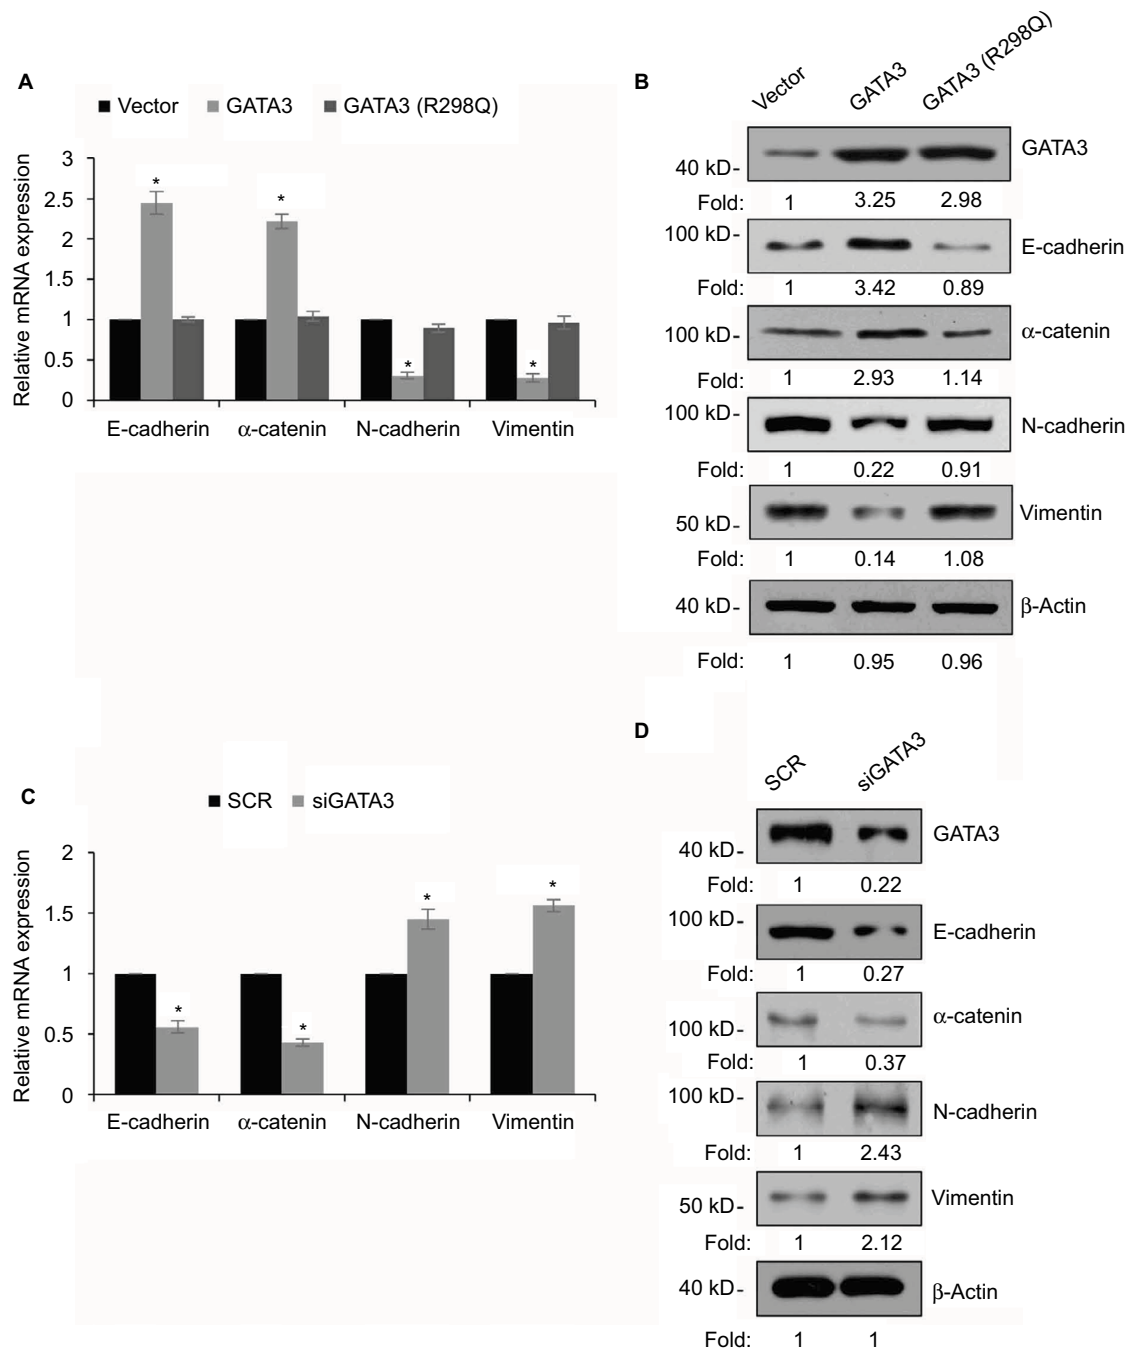 A
Vector GATA3 GATA3 (R298Q)
Relative mRNA expression
3
2.5
2
1.5
1
0.5
0
* * * *
E-cadherin α-catenin N-cadherin Vimentin
B
Vector GATA3 GATA3 (R298Q)
40 kD- GATA3
Fold: 1 3.25 2.98
100 kD- E-cadherin
Fold: 1 3.42 0.89
100 kD- α-catenin
Fold: 1 2.93 1.14
100 kD- N-cadherin
Fold: 1 0.22 0.91
50 kD- Vimentin
Fold: 1 0.14 1.08
40 kD- β-Actin
Fold: 1 0.95 0.96
C
SCR siGATA3
Relative mRNA expression
2
1.5
1
0.5
0
* * * *
E-cadherin α-catenin N-cadherin Vimentin
D
SCR siGATA3
40 kD- GATA3
Fold: 1 0.22
100 kD- E-cadherin
Fold: 1 0.27
100 kD- α-catenin
Fold: 1 0.37
100 kD- N-cadherin
Fold: 1 2.43
50 kD- Vimentin
Fold: 1 2.12
40 kD- β-Actin
Fold: 1 1